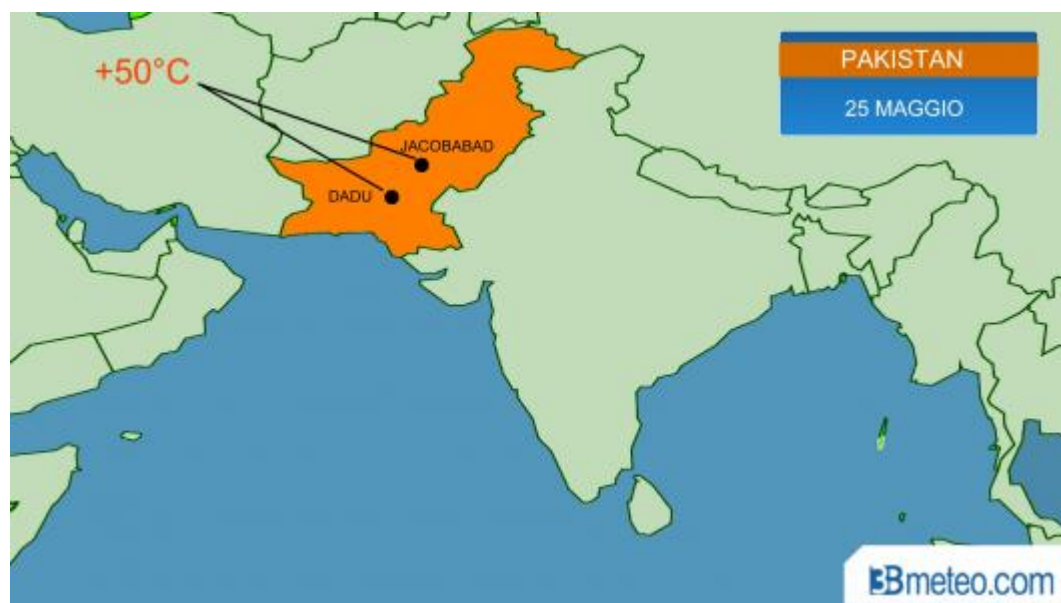 +50°C
PAKISTAN
25 MAGGIO
JACOBABAD
DADU
3Bmeteo.com